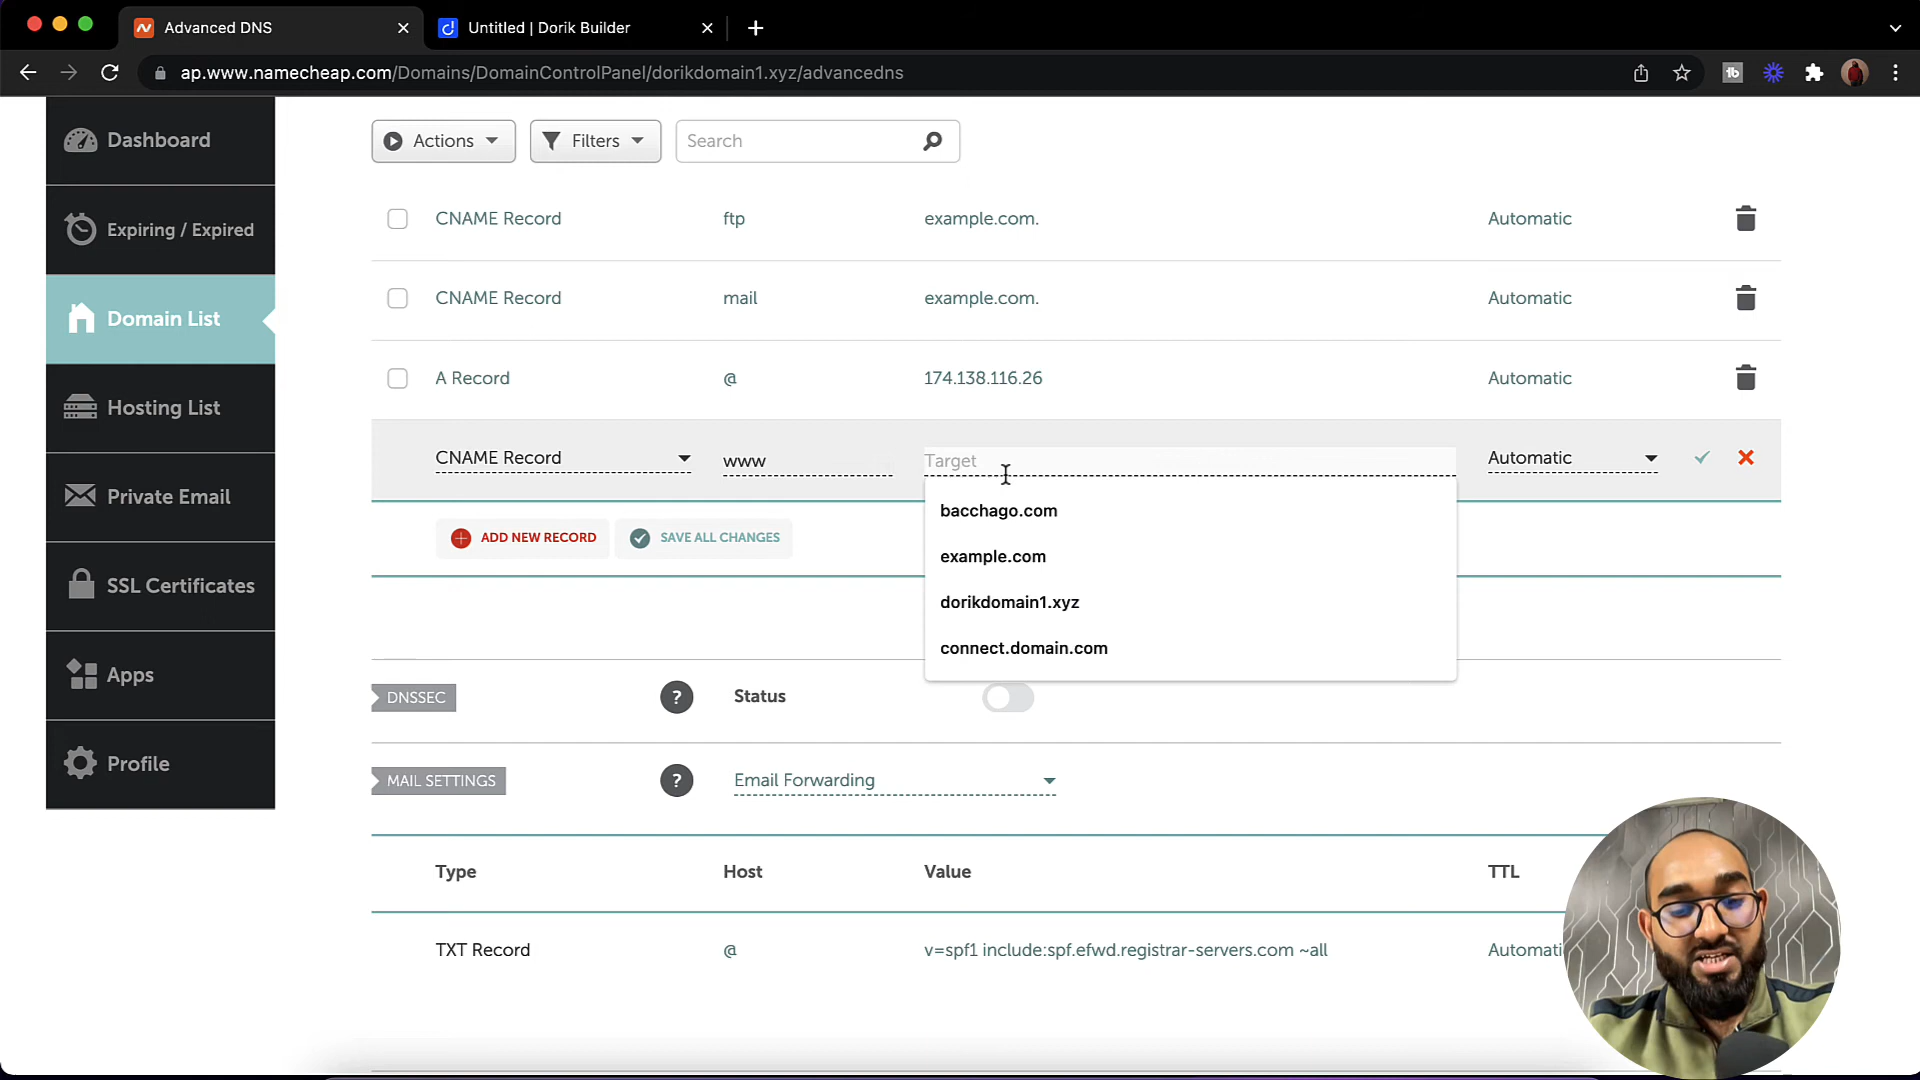 Advanced DNS
Untitled | Dorik Builder
ap.www.namecheap.com/Domains/DomainControlPanel/dorikdomain1.xyz/advancedns
tb
Dashboard
Expiring / Expired
Domain List
Hosting List
Private Email
SSL Certificates
Apps
Profile
Actions Filters Search
CNAME Record ftp example.com. Automatic
CNAME Record mail example.com. Automatic
A Record @ 174.138.116.26 Automatic
CNAME Record www Target Automatic
bacchago.com
example.com
dorikdomain1.xyz
connect.domain.com
ADD NEW RECORD SAVE ALL CHANGES
DNSSEC ? Status
MAIL SETTINGS ? Email Forwarding
Type Host Value TTL
TXT Record @ v=spf1 include:spf.efwd.registrar-servers.com ~all Automati